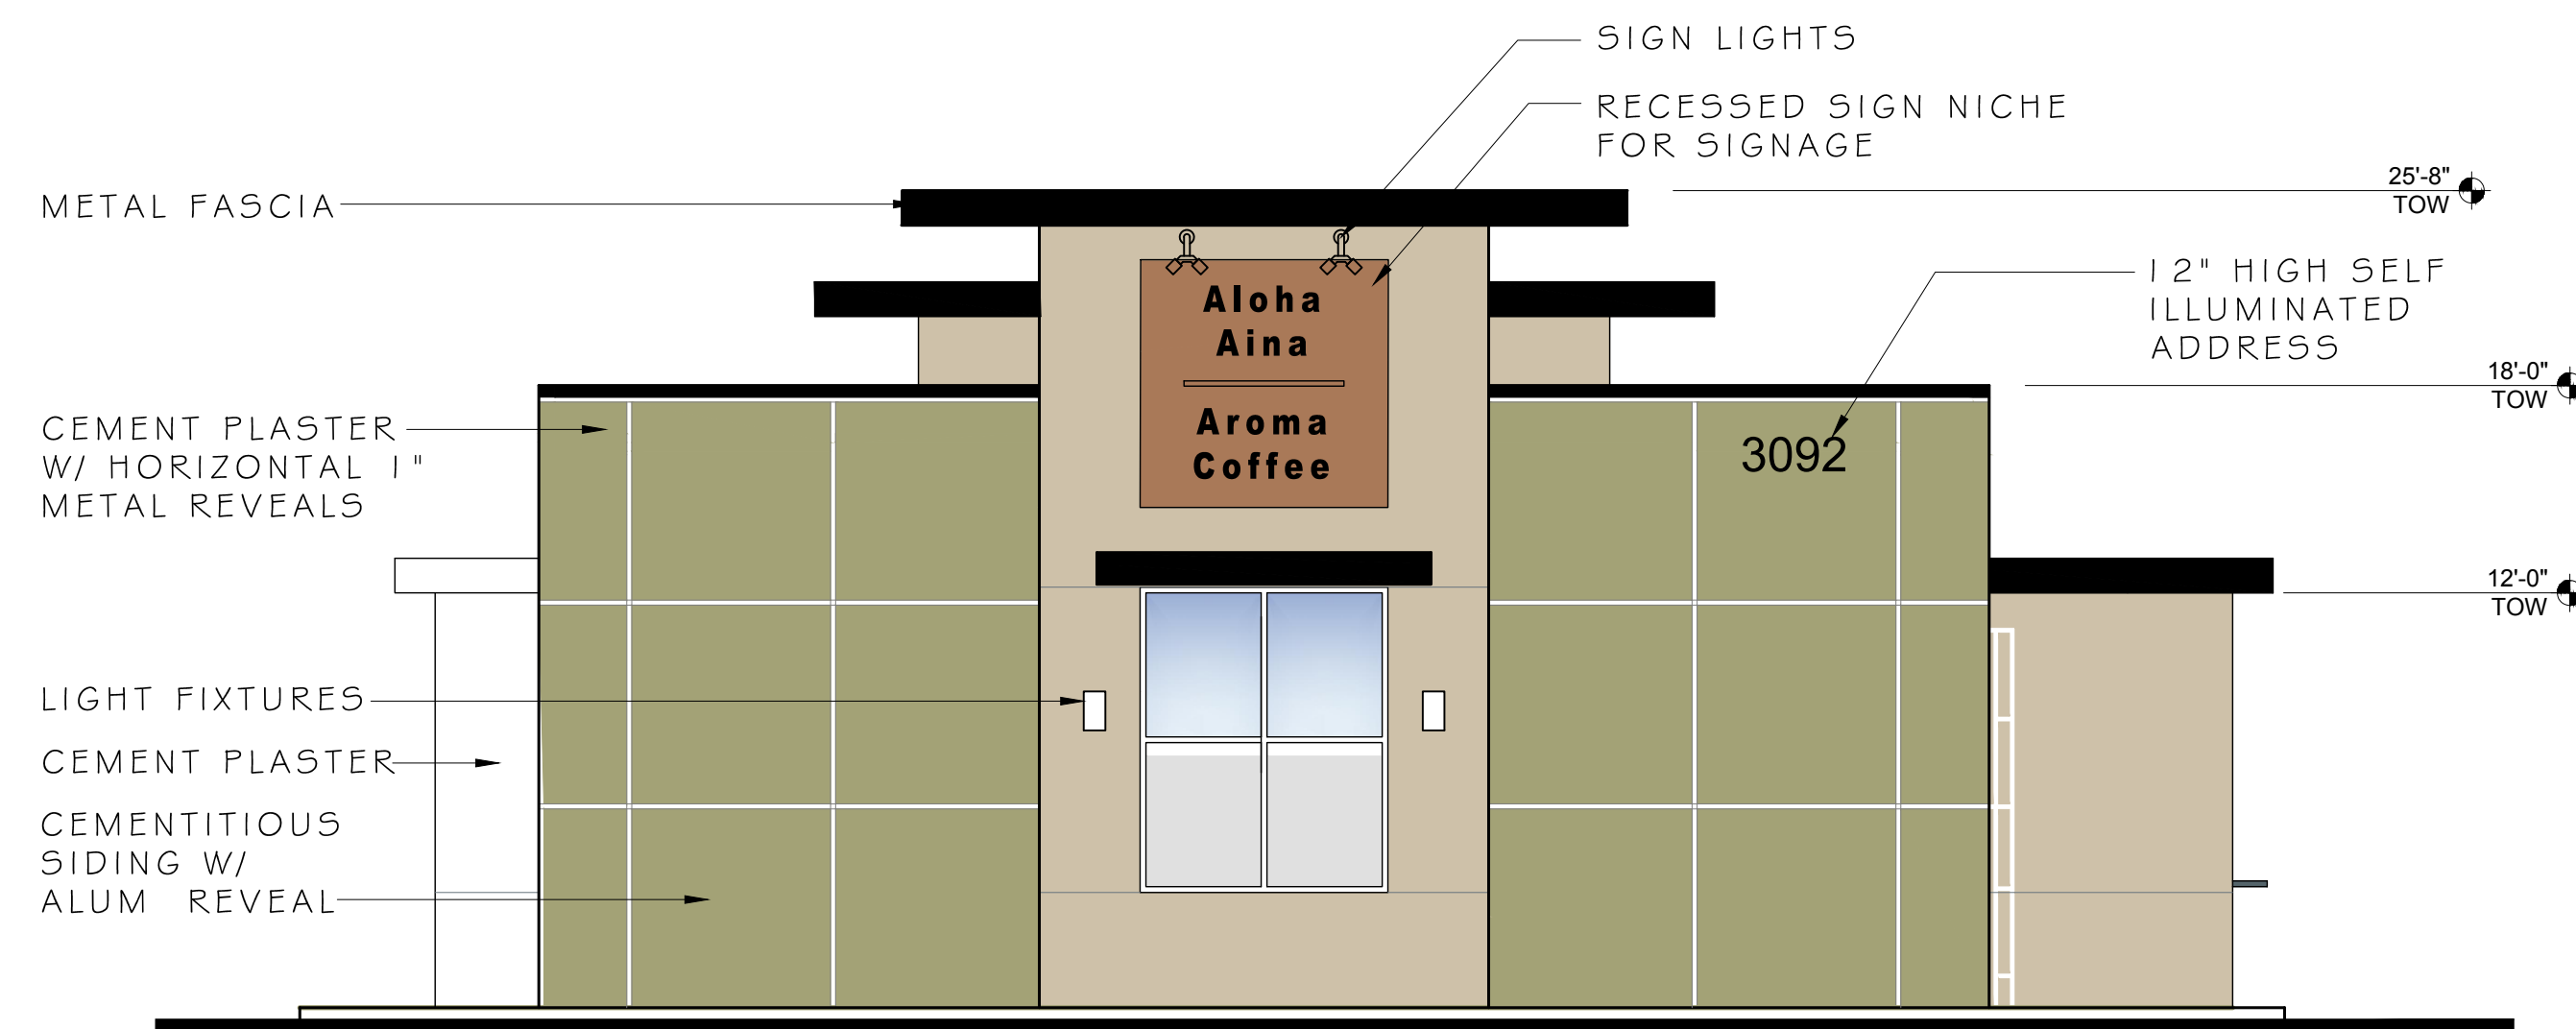 SIGN LIGHTS
RECESSED SIGN NICHE
FOR SIGNAGE
METAL FASCIA
25'-8"
TOW
12" HIGH SELF
ILLUMINATED
ADDRESS
Aloha
Aina
Aroma
Coffee
18'-0"
TOW
CEMENT PLASTER
W/ HORIZONTAL 1"
METAL REVEALS
3092
12'-0"
TOW
LIGHT FIXTURES
CEMENT PLASTER
CEMENTITIOUS
SIDING W/
ALUM REVEAL